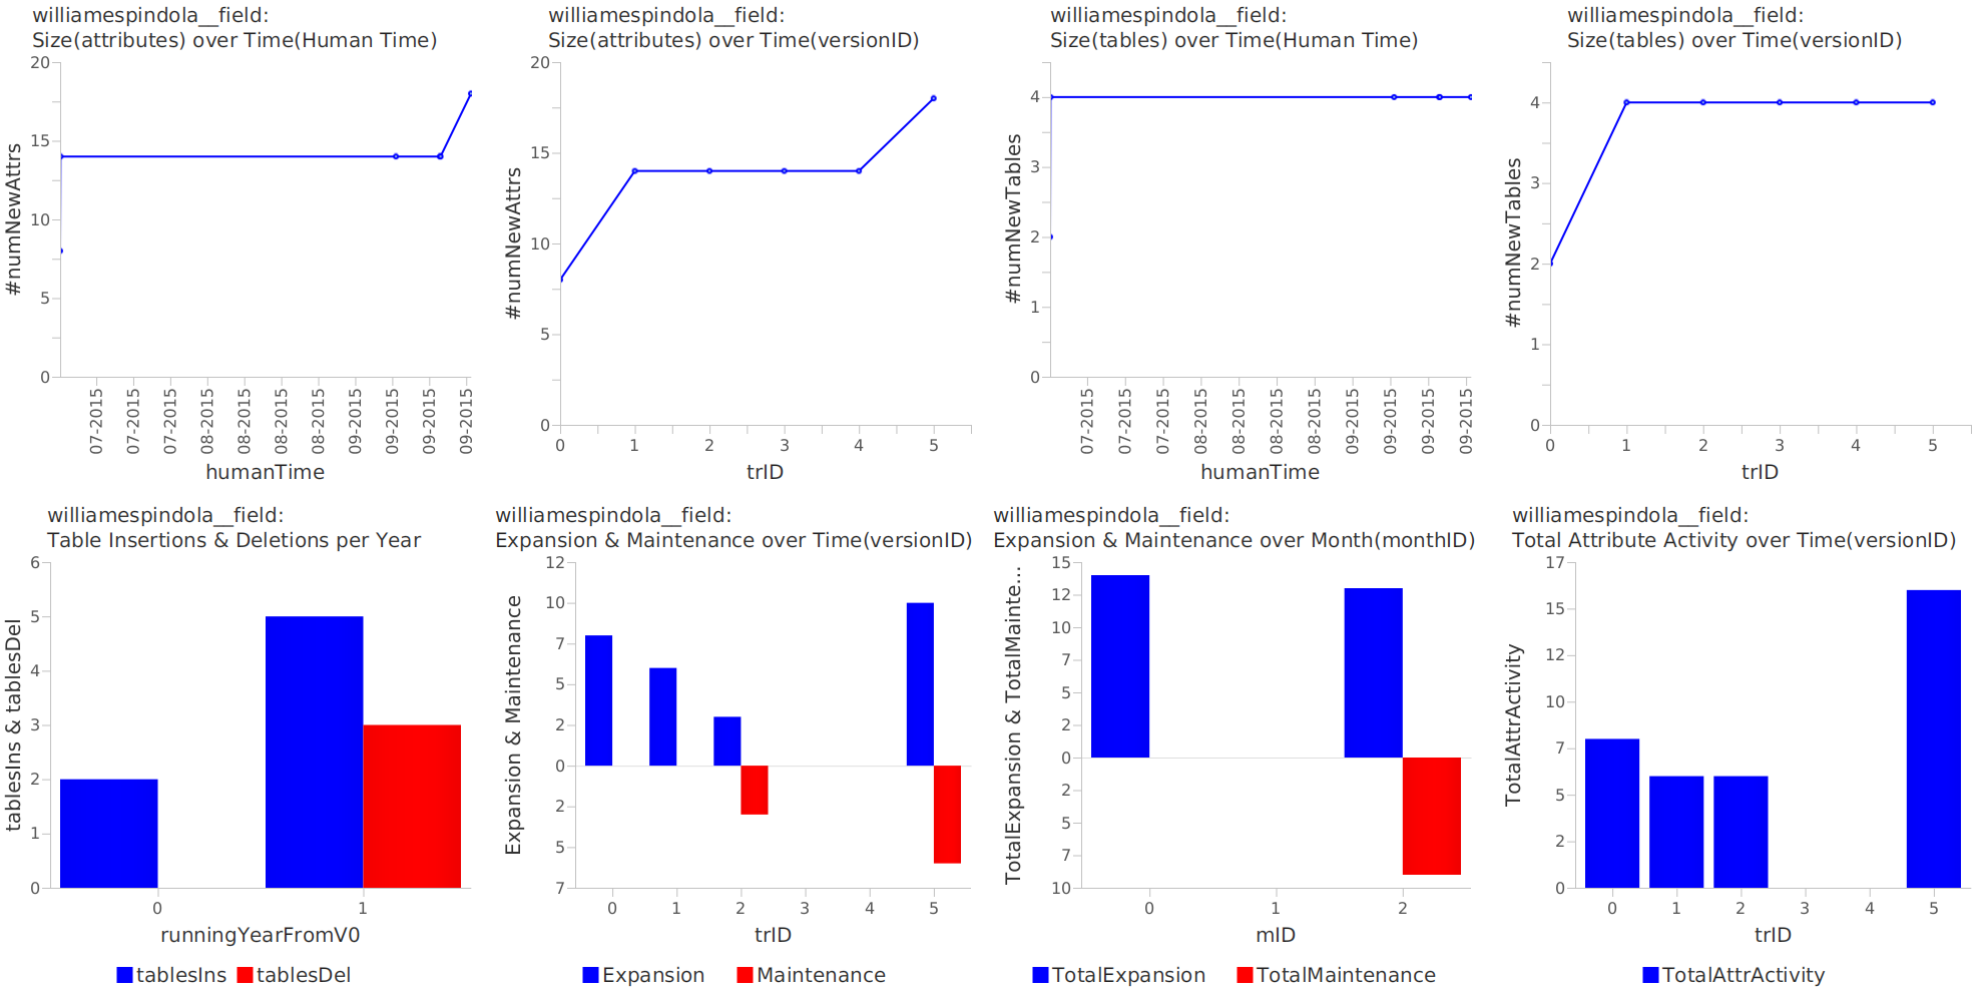 williamespindola__field:
Size(attributes) over Time(Human Time)
20
15
10
5
0
#numNewAttrs
07-2015
07-2015
07-2015
08-2015
08-2015
08-2015
08-2015
09-2015
09-2015
09-2015
09-2015
humanTime
williamespindola__field:
Size(attributes) over Time(versionID)
20
15
10
5
0
#numNewAttrs
0 1 2 3 4 5
trID
williamespindola__field:
Size(tables) over Time(Human Time)
4
3
2
1
0
#numNewTables
07-2015
07-2015
07-2015
08-2015
08-2015
08-2015
08-2015
09-2015
09-2015
09-2015
09-2015
humanTime
williamespindola__field:
Size(tables) over Time(versionID)
4
3
2
1
0
#numNewTables
0 1 2 3 4 5
trID
williamespindola__field:
Table Insertions & Deletions per Year
6
5
4
3
2
1
0
tablesIns & tablesDel
0 1
runningYearFromV0
tablesIns tablesDel
williamespindola__field:
Expansion & Maintenance over Time(versionID)
12
10
7
5
2
0
2
5
7
Expansion & Maintenance
0 1 2 3 4 5
trID
Expansion Maintenance
williamespindola__field:
Expansion & Maintenance over Month(monthID)
15
12
10
7
5
2
0
2
5
7
10
TotalExpansion & TotalMainte...
0 1 2
mID
TotalExpansion TotalMaintenance
williamespindola__field:
Total Attribute Activity over Time(versionID)
17
15
12
10
7
5
2
0
TotalAttrActivity
0 1 2 3 4 5
trID
TotalAttrActivity